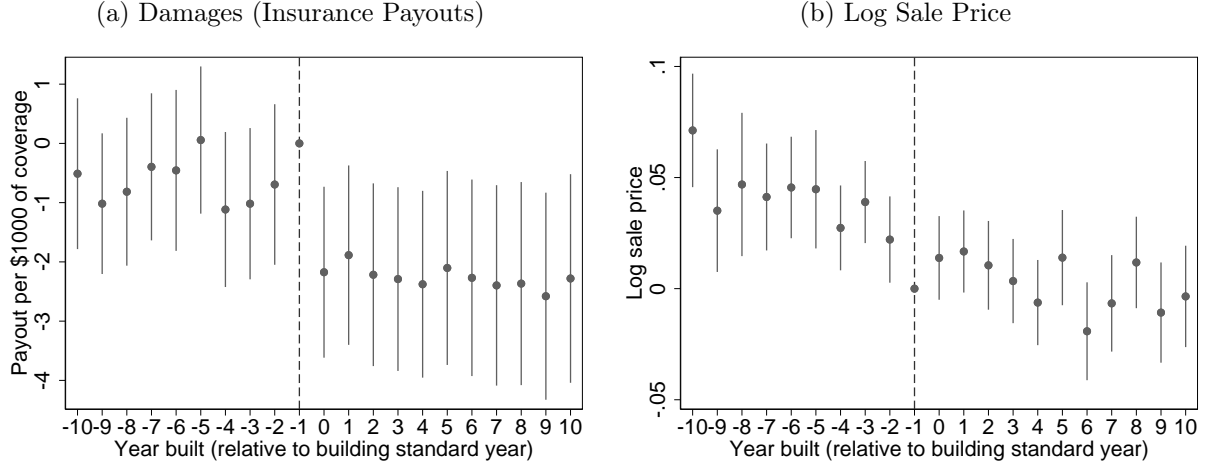 (a) Damages (Insurance Payouts)
Payout per $1000 of coverage
1
0
-1
-2
-3
-4
-10 -9 -8 -7 -6 -5 -4 -3 -2 -1 0 1 2 3 4 5 6 7 8 9 10
Year built (relative to building standard year)
(b) Log Sale Price
Log sale price
.1
.05
0
-.05
-10 -9 -8 -7 -6 -5 -4 -3 -2 -1 0 1 2 3 4 5 6 7 8 9 10
Year built (relative to building standard year)